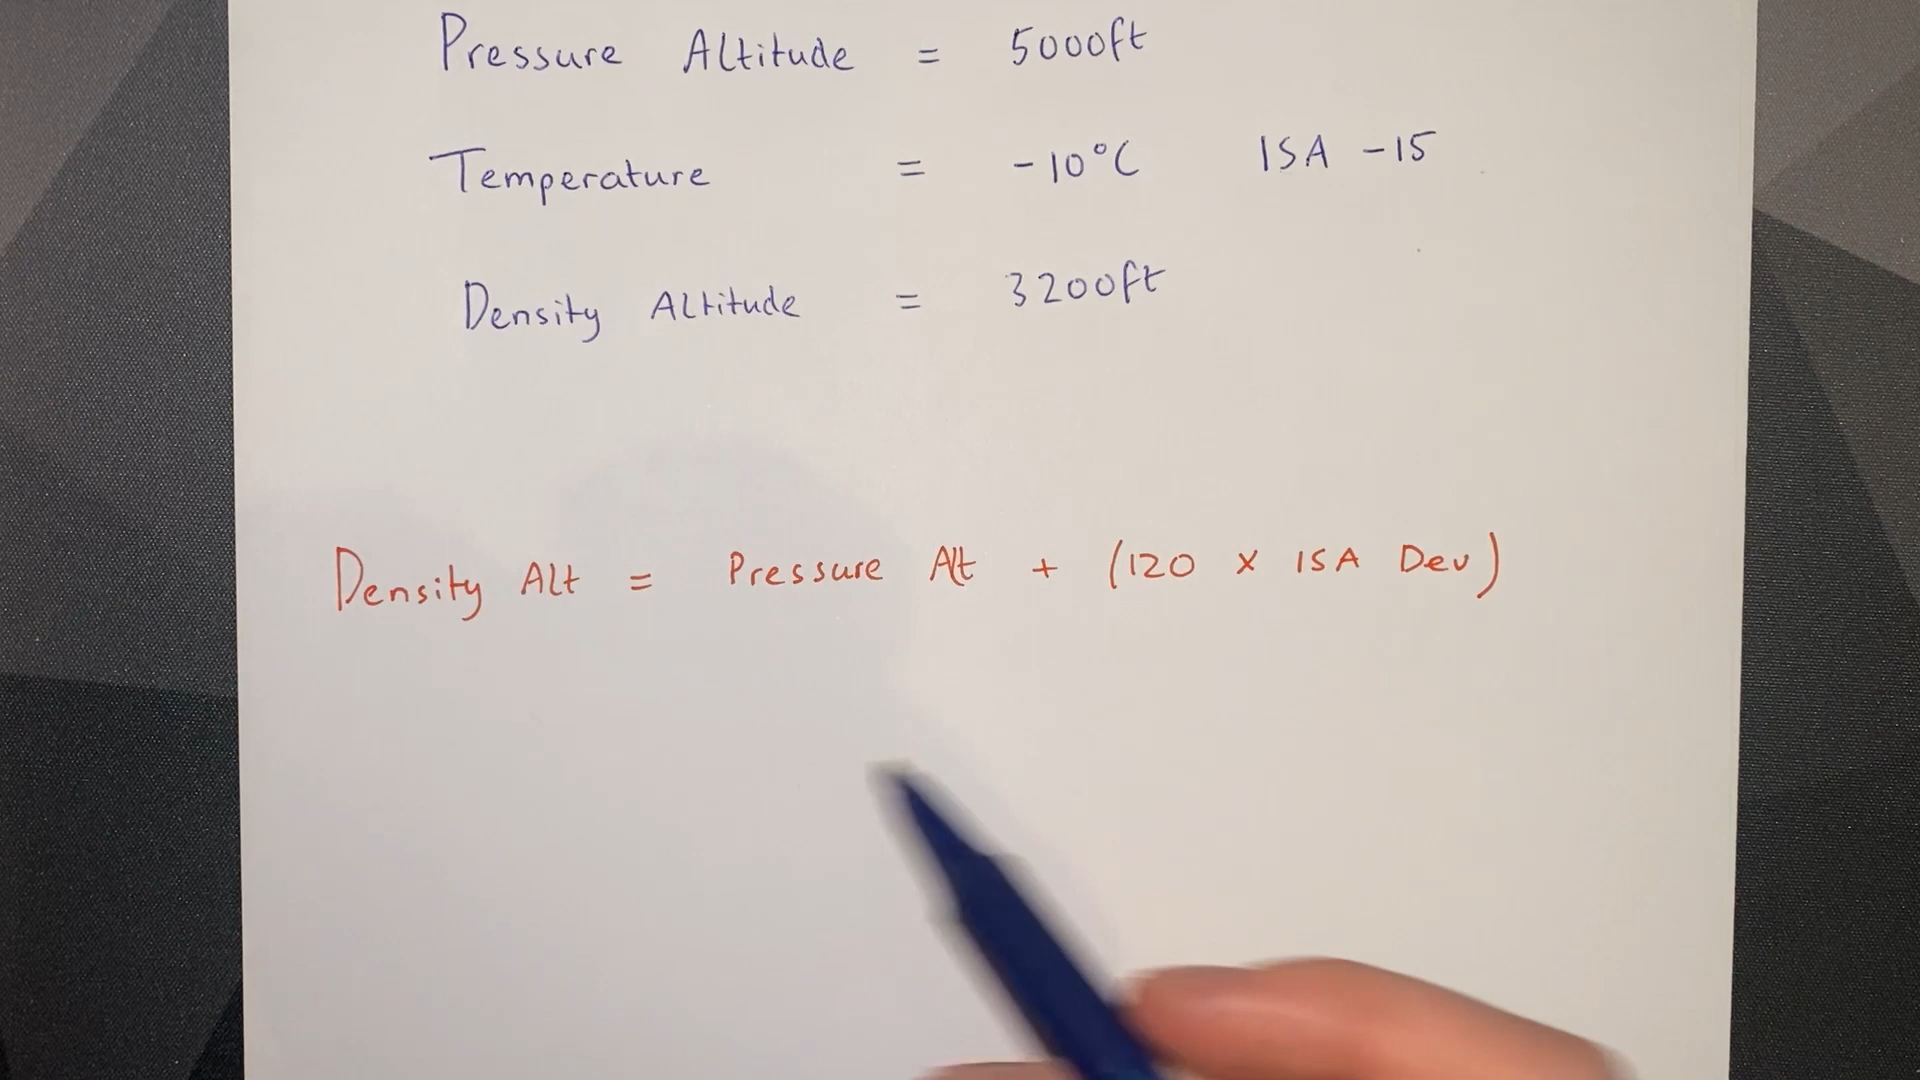 Pressure Altitude = 5000ft
Temperature = -10°C ISA -15
Density Altitude = 3200ft
Density Alt = Pressure Alt + (120 x ISA Dev)